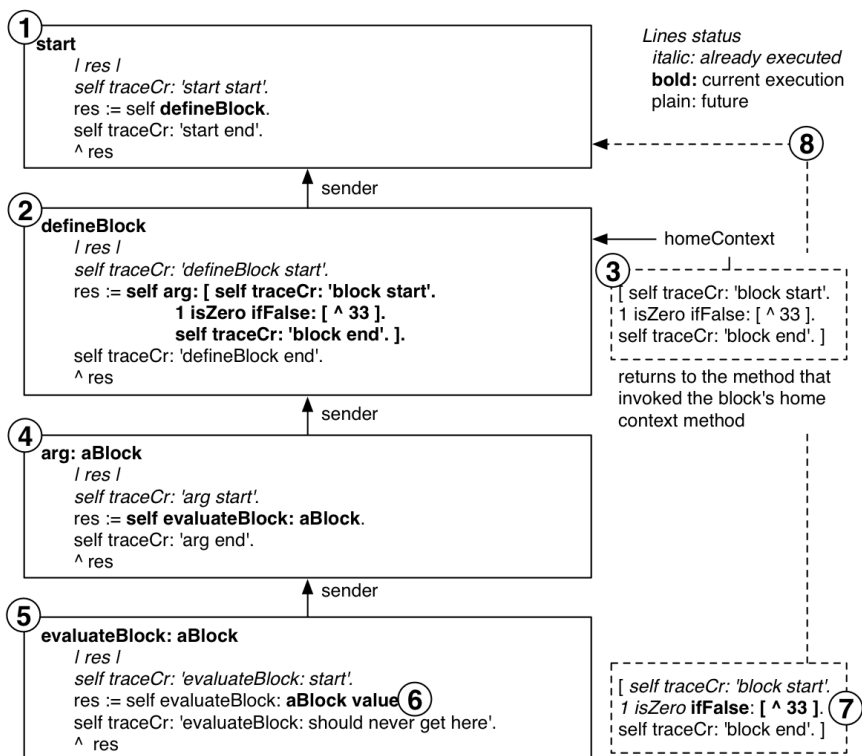 1
start
| res |
self traceCr: 'start start'.
res := self defineBlock.
self traceCr: 'start end'.
^ res
Lines status
italic: already executed
bold: current execution
plain: future
8
sender
2
defineBlock
| res |
self traceCr: 'defineBlock start'.
res := self arg: [ self traceCr: 'block start'.
1 isZero ifFalse: [ ^ 33 ].
self traceCr: 'block end'. ].
self traceCr: 'defineBlock end'.
^ res
homeContext
3
[ self traceCr: 'block start'.
1 isZero ifFalse: [ ^ 33 ].
self traceCr: 'block end'. ]
returns to the method that
invoked the block's home
context method
sender
4
arg: aBlock
| res |
self traceCr: 'arg start'.
res := self evaluateBlock: aBlock.
self traceCr: 'arg end'.
^ res
sender
5
evaluateBlock: aBlock
| res |
self traceCr: 'evaluateBlock: start'.
res := self evaluateBlock: aBlock value
6
self traceCr: 'evaluateBlock: should never get here'.
^ res
[ self traceCr: 'block start'.
1 isZero ifFalse: [ ^ 33 ].
7
self traceCr: 'block end'. ]